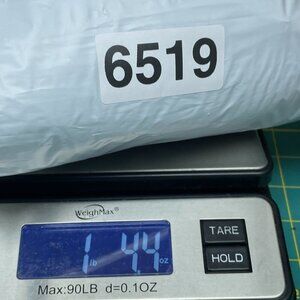 6519
WeighMax®
TARE
1 lb 4.4 oz
HOLD
Max:90LB d=0.1OZ